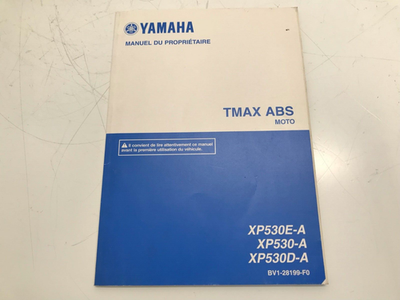 YAMAHA
MANUEL DU PROPRIÉTAIRE
TMAX ABS
MOTO
Il convient de lire attentivement ce manuel
avant la première utilisation du véhicule.
XP530E-A
XP530-A
XP530D-A
BV1-28199-F0